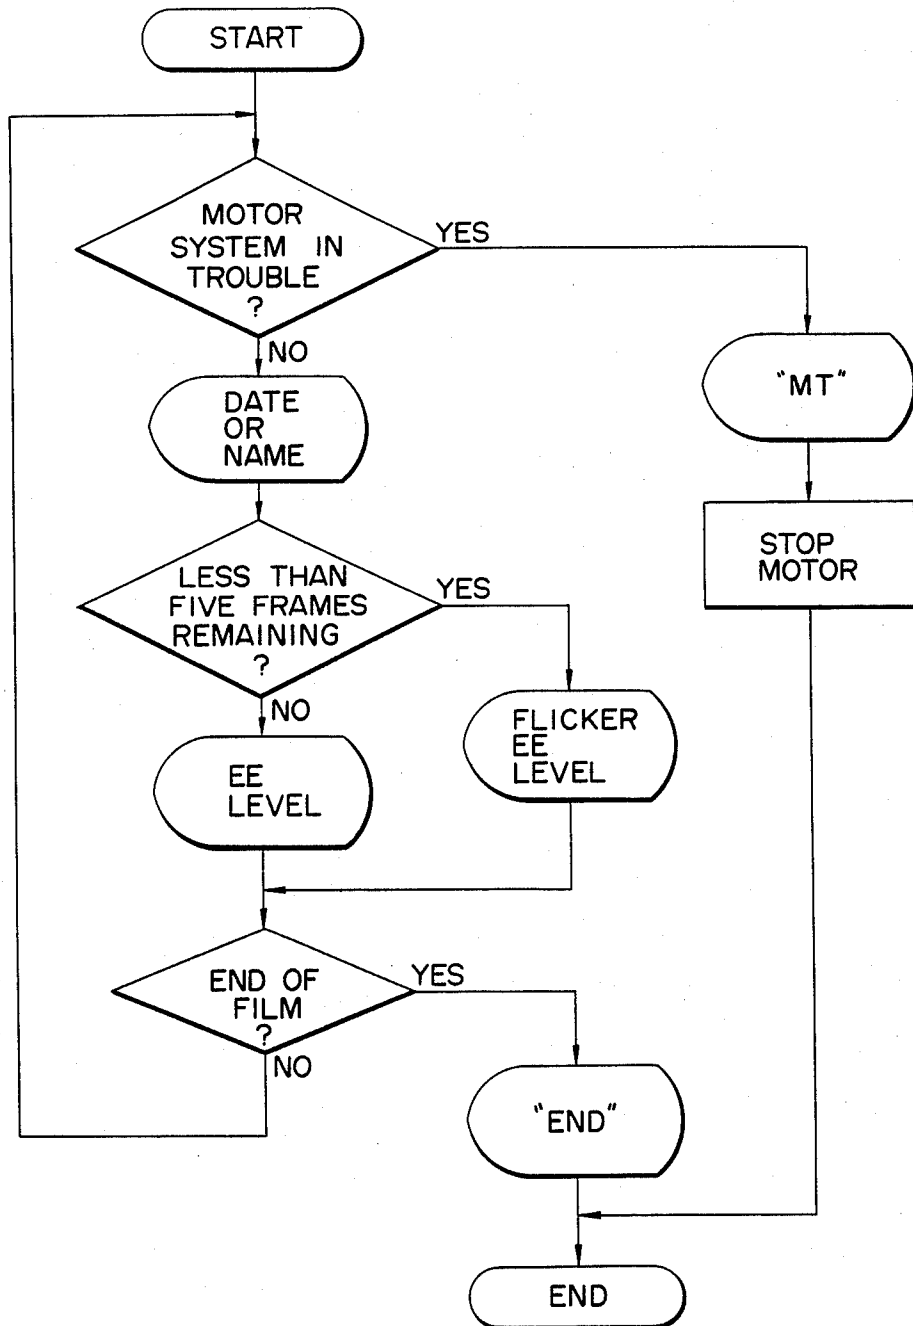 START
MOTOR
SYSTEM IN
TROUBLE
?
YES
NO
"MT"
DATE
OR
NAME
STOP
MOTOR
LESS THAN
FIVE FRAMES
REMAINING
?
YES
NO
FLICKER
EE
LEVEL
EE
LEVEL
END OF
FILM
?
YES
NO
"END"
END